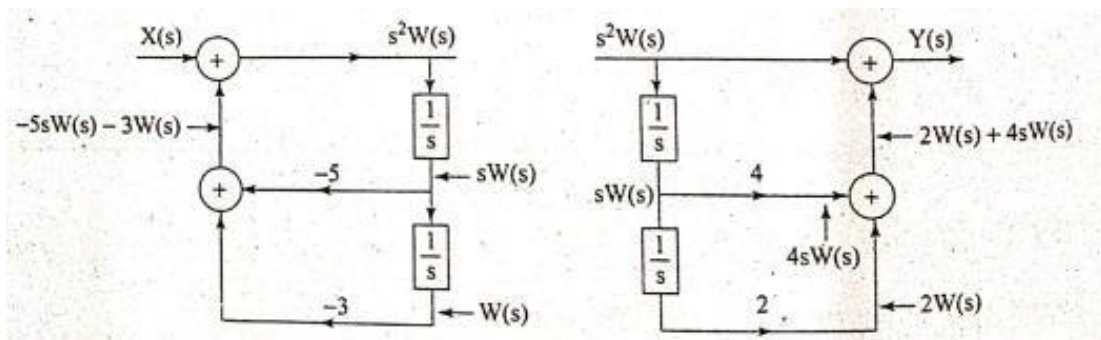 X(s)
s²W(s)
+
1/s
−5sW(s) − 3W(s)
+
−5
sW(s)
1/s
−3
W(s)
s²W(s)
Y(s)
+
1/s
2W(s) + 4sW(s)
sW(s)
4
+
1/s
4sW(s)
2
2W(s)